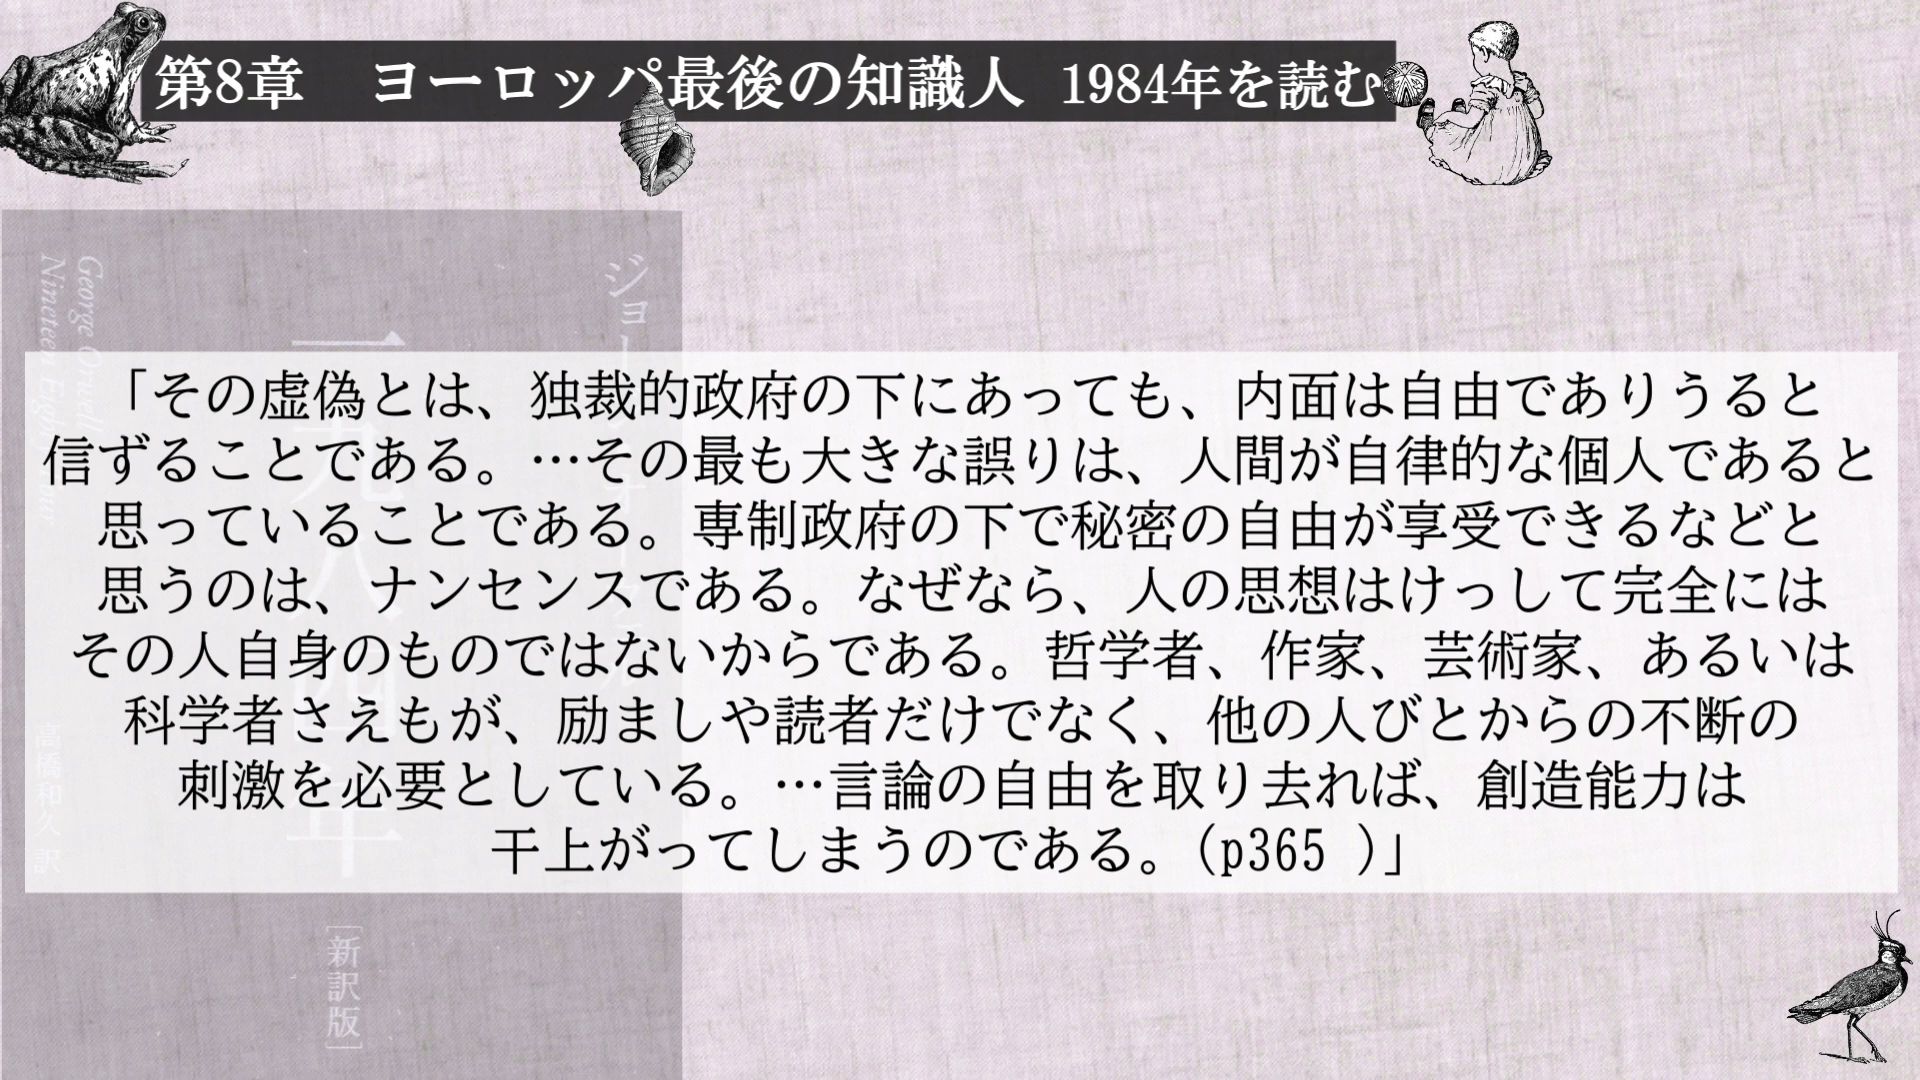 第8章　ヨーロッパ最後の知識人 1984年を読む
George Orwell
Nineteen Eighty-Four
ジョー
一九八四年
高橋和久 訳
[新訳版]
「その虚偽とは、独裁的政府の下にあっても、内面は自由でありうると
信ずることである。…その最も大きな誤りは、人間が自律的な個人であると
思っていることである。専制政府の下で秘密の自由が享受できるなどと
思うのは、ナンセンスである。なぜなら、人の思想はけっして完全には
その人自身のものではないからである。哲学者、作家、芸術家、あるいは
科学者さえもが、励ましや読者だけでなく、他の人びとからの不断の
刺激を必要としている。…言論の自由を取り去れば、創造能力は
干上がってしまうのである。(p365 )」